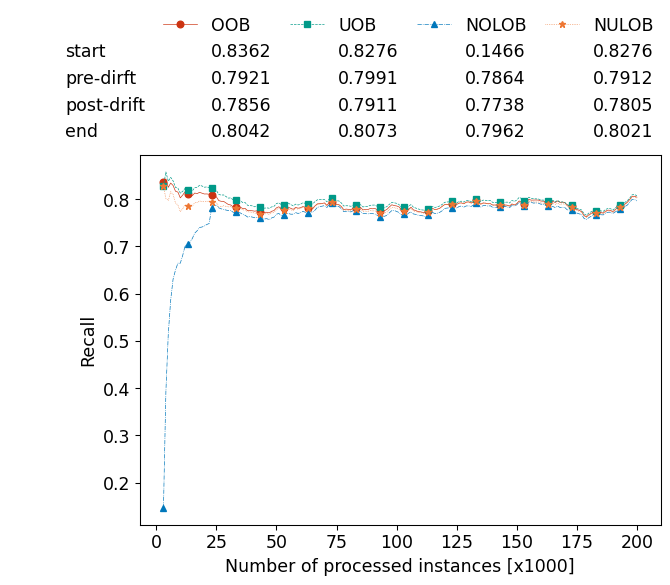 OOB UOB NOLOB NULOB
start 0.8362 0.8276 0.1466 0.8276
pre-dirft 0.7921 0.7991 0.7864 0.7912
post-drift 0.7856 0.7911 0.7738 0.7805
end 0.8042 0.8073 0.7962 0.8021
0.8
0.7
0.6
0.5
0.4
0.3
0.2
Recall
0 25 50 75 100 125 150 175 200
Number of processed instances [x1000]